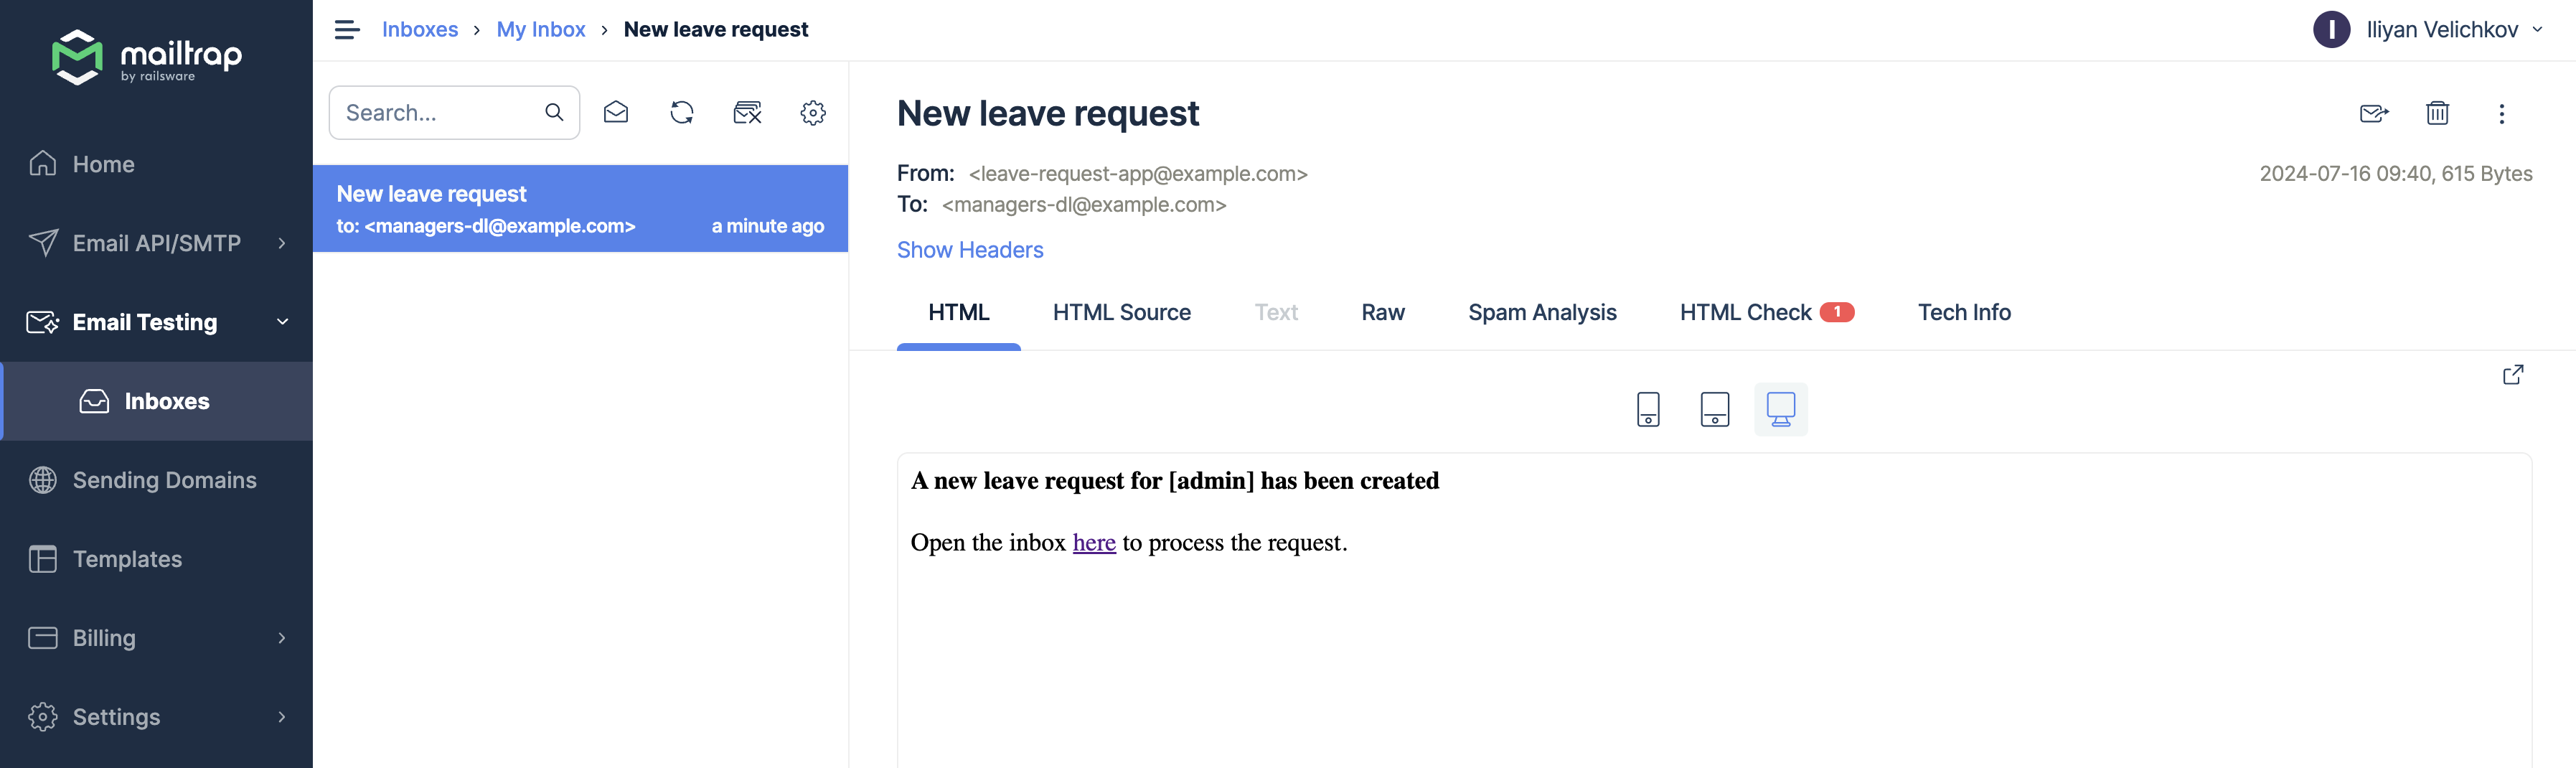 mailtrap
by railsware
Home
Email API/SMTP
Email Testing
Inboxes
Sending Domains
Templates
Billing
Settings
Inboxes › My Inbox › New leave request
I Iliyan Velichkov
Search...
New leave request
to: <managers-dl@example.com> a minute ago
New leave request
From: <leave-request-app@example.com> 2024-07-16 09:40, 615 Bytes
To: <managers-dl@example.com>
Show Headers
HTML HTML Source Text Raw Spam Analysis HTML Check 1 Tech Info
A new leave request for [admin] has been created
Open the inbox here to process the request.